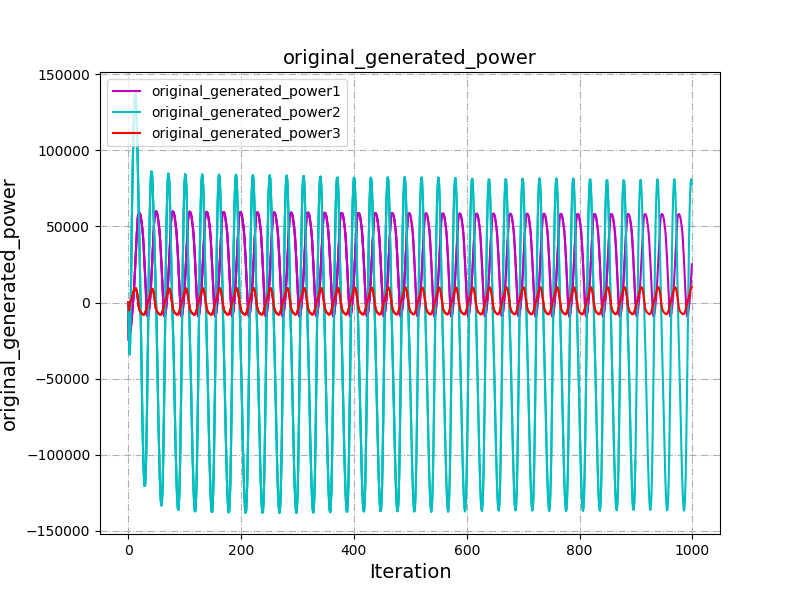 original_generated_power
original_generated_power1
original_generated_power2
original_generated_power3
original_generated_power
150000
100000
50000
0
−50000
−100000
−150000
0
200
400
600
800
1000
Iteration